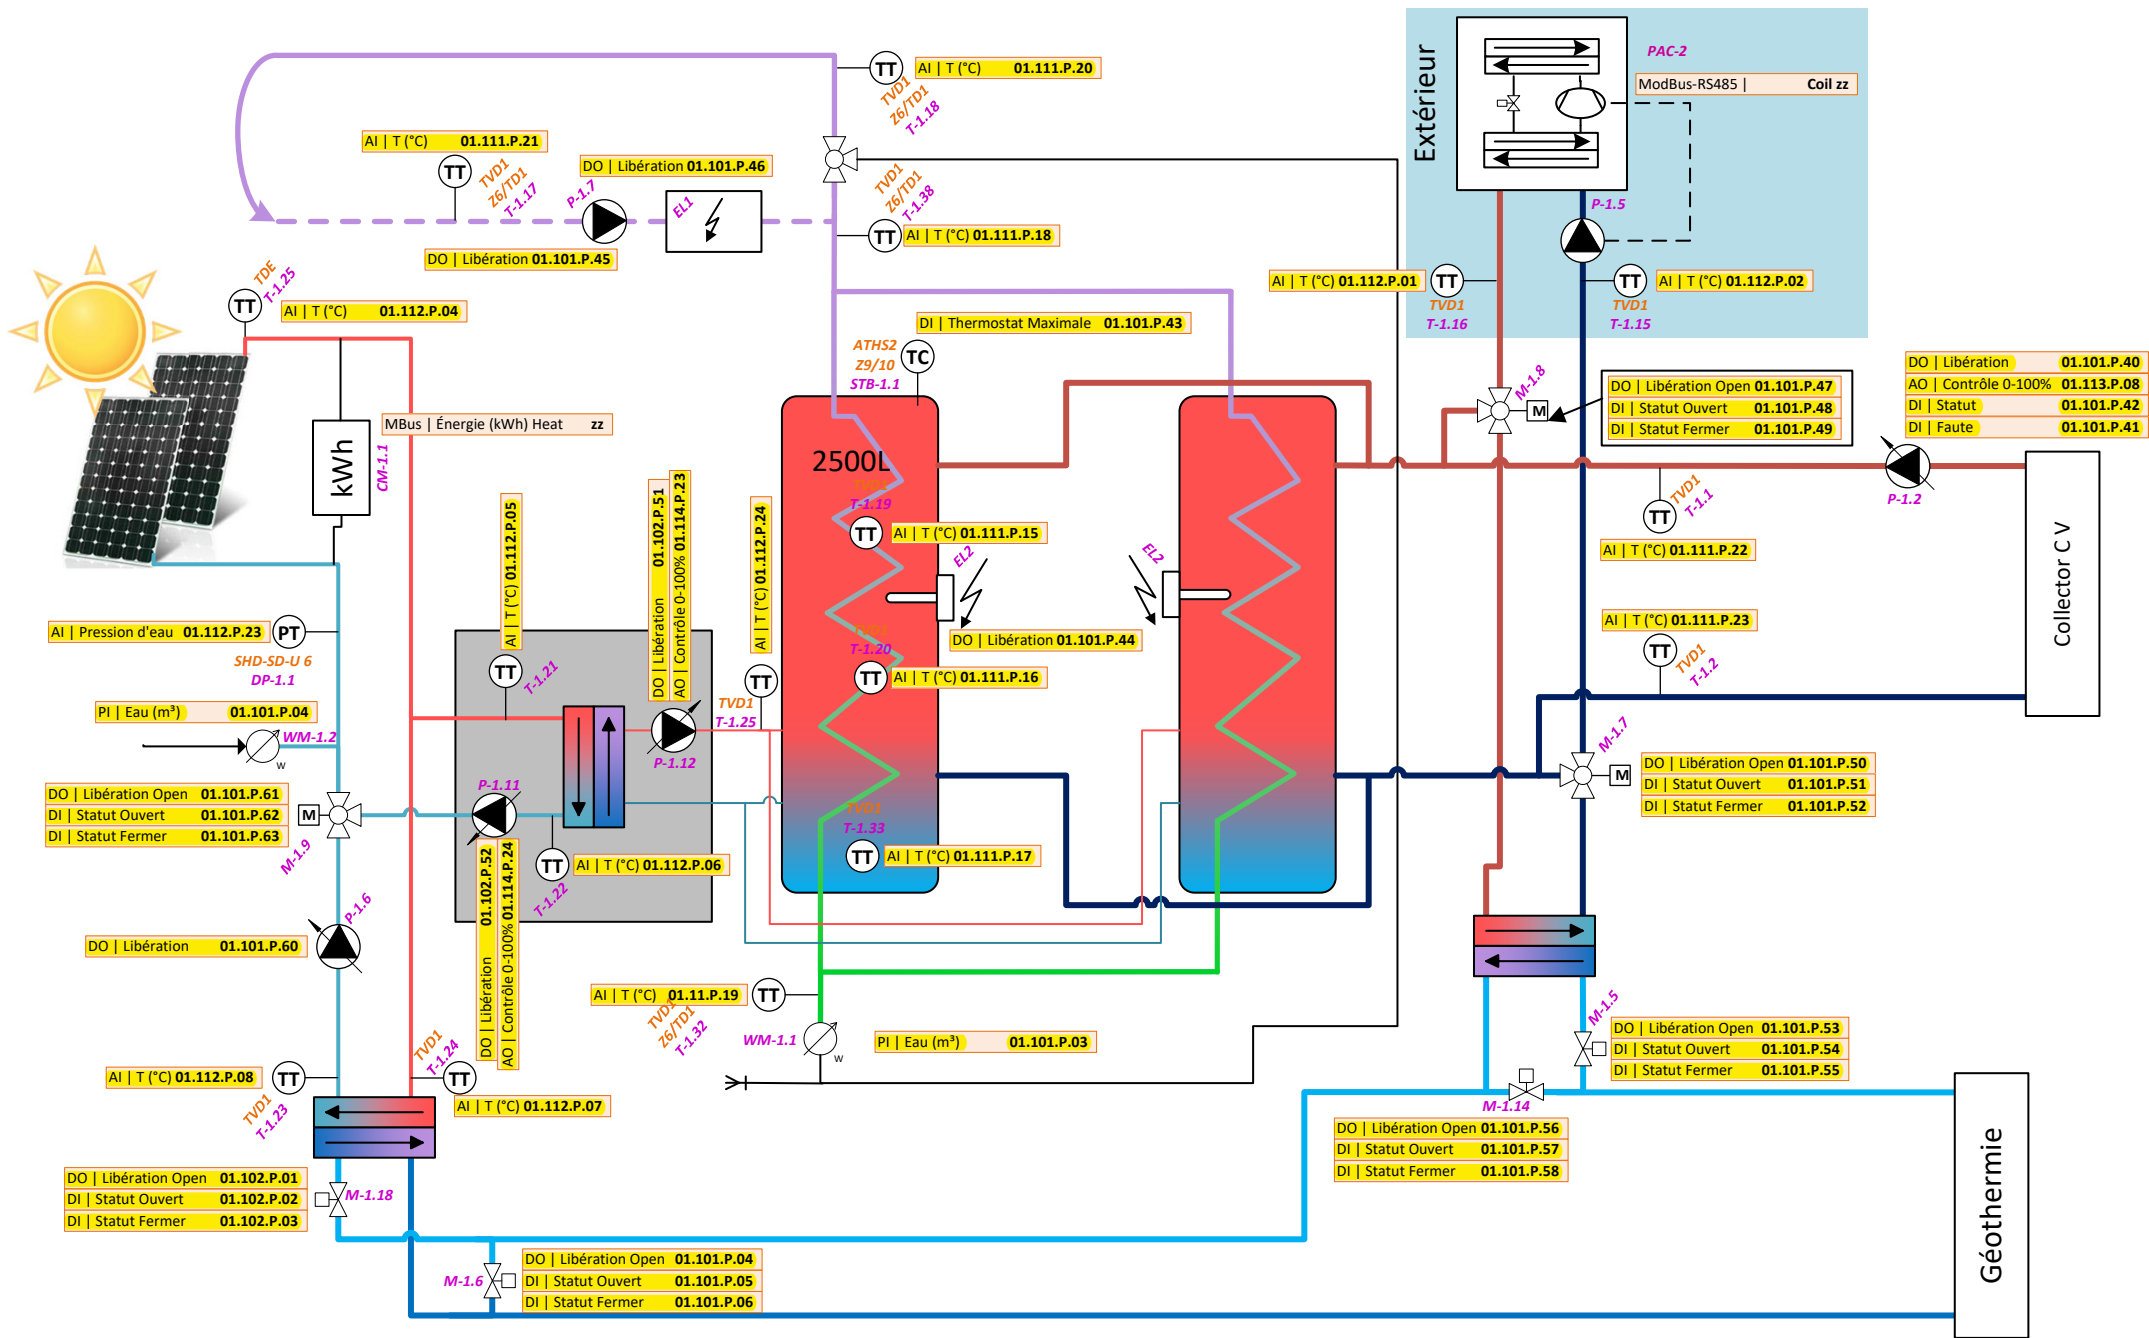 AI | T (°C) 01.111.P.20
TT
TVD1
Z6/TD1
T-1.18
AI | T (°C) 01.111.P.21
TT
TVD1
Z6/TD1
T-1.17
DO | Libération 01.101.P.46
P-1.7
EL1
DO | Libération 01.101.P.45
TVD1
Z6/TD1
T-1.38
TT
AI | T (°C) 01.111.P.18
Extérieur
PAC-2
ModBus-RS485 | Coil zz
P-1.5
AI | T (°C) 01.112.P.01
TT
TVD1
T-1.16
TT
AI | T (°C) 01.112.P.02
TVD1
T-1.15
TDE
T-1.25
TT
AI | T (°C) 01.112.P.04
DI | Thermostat Maximale 01.101.P.43
ATHS2
Z9/10
STB-1.1
TC
kWh
CM-1.1
MBus | Énergie (kWh) Heat zz
M-1.8
M
DO | Libération Open 01.101.P.47
DI | Statut Ouvert 01.101.P.48
DI | Statut Fermer 01.101.P.49
DO | Libération 01.101.P.40
AO | Contrôle 0-100% 01.113.P.08
DI | Statut 01.101.P.42
DI | Faute 01.101.P.41
P-1.2
Collector C V
TVD1
T-1.1
TT
AI | T (°C) 01.111.P.22
2500L
TVD1
T-1.19
TT
AI | T (°C) 01.111.P.15
EL2
EL2
DO | Libération 01.101.P.44
TVD1
T-1.20
TT
AI | T (°C) 01.111.P.16
TVD1
T-1.33
TT
AI | T (°C) 01.111.P.17
AI | T (°C) 01.112.P.05
TT
T-1.21
DO | Libération 01.102.P.51
AO | Contrôle 0-100% 01.114.P.23
P-1.12
AI | T (°C) 01.112.P.24
TT
TVD1
T-1.25
AI | Pression d'eau 01.112.P.23
PT
SHD-SD-U 6
DP-1.1
PI | Eau (m³) 01.101.P.04
WM-1.2
W
DO | Libération Open 01.101.P.61
DI | Statut Ouvert 01.101.P.62
DI | Statut Fermer 01.101.P.63
M
M-1.9
P-1.11
DO | Libération 01.102.P.52
AO | Contrôle 0-100% 01.114.P.24
TT
T-1.22
AI | T (°C) 01.112.P.06
AI | T (°C) 01.111.P.23
TT
TVD1
T-1.2
M-1.7
M
DO | Libération Open 01.101.P.50
DI | Statut Ouvert 01.101.P.51
DI | Statut Fermer 01.101.P.52
DO | Libération 01.101.P.60
P-1.6
AI | T (°C) 01.11.P.19
TT
TVD1
Z6/TD1
T-1.32
WM-1.1
W
PI | Eau (m³) 01.101.P.03
M-1.5
DO | Libération Open 01.101.P.53
DI | Statut Ouvert 01.101.P.54
DI | Statut Fermer 01.101.P.55
M-1.14
DO | Libération Open 01.101.P.56
DI | Statut Ouvert 01.101.P.57
DI | Statut Fermer 01.101.P.58
Géothermie
AI | T (°C) 01.112.P.08
TT
TVD1
T-1.23
TVD1
T-1.24
TT
AI | T (°C) 01.112.P.07
DO | Libération Open 01.102.P.01
DI | Statut Ouvert 01.102.P.02
DI | Statut Fermer 01.102.P.03
M-1.18
M-1.6
DO | Libération Open 01.101.P.04
DI | Statut Ouvert 01.101.P.05
DI | Statut Fermer 01.101.P.06